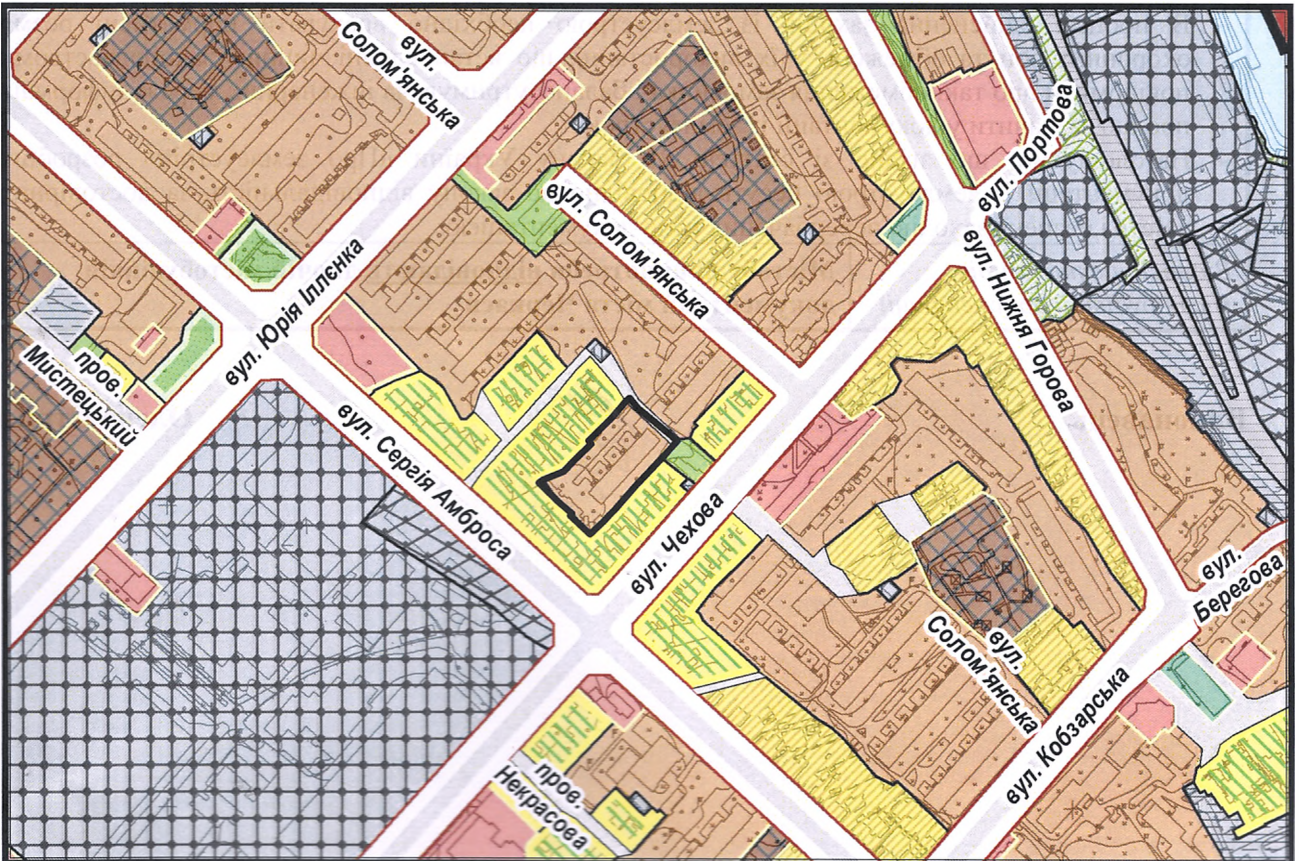 вул.
Солом'янська
вул. Портова
вул. Солом'янська
вул. Юрія Іллєнка
вул. Нижня Горова
пров.
Мистецький
вул. Сергія Амброса
вул. Чехова
вул.
Берегова
вул.
Солом'янська
вул. Кобзарська
пров.
Некрасова